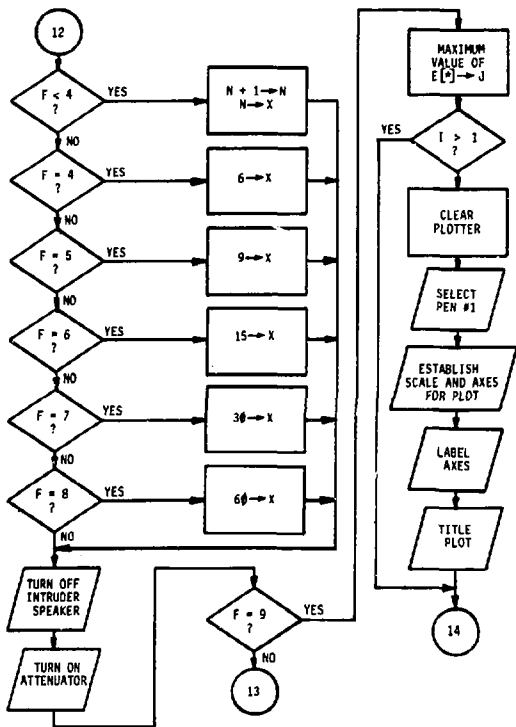 12
F < 4
?
YES
NO
N + 1 → N
N → X
F = 4
?
YES
NO
6 → X
F = 5
?
YES
NO
9 → X
F = 6
?
YES
NO
15 → X
F = 7
?
YES
NO
3Ø → X
F = 8
?
YES
NO
6Ø → X
TURN OFF
INTRUDER
SPEAKER
TURN ON
ATTENUATOR
F = 9
?
YES
NO
13
MAXIMUM
VALUE OF
E[*] → J
I > 1
?
YES
CLEAR
PLOTTER
SELECT
PEN #1
ESTABLISH
SCALE AND AXES
FOR PLOT
LABEL
AXES
TITLE
PLOT
14